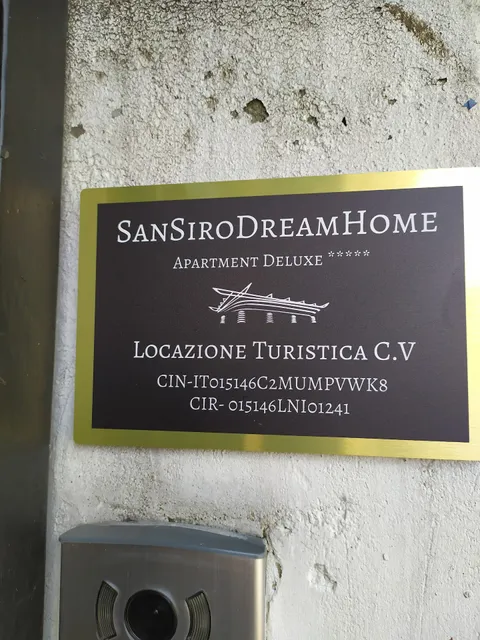 SanSiroDreamHome
Apartment Deluxe *****
Locazione Turistica C.V
CIN-IT015146C2MUMPVWK8
CIR- 015146LNI01241